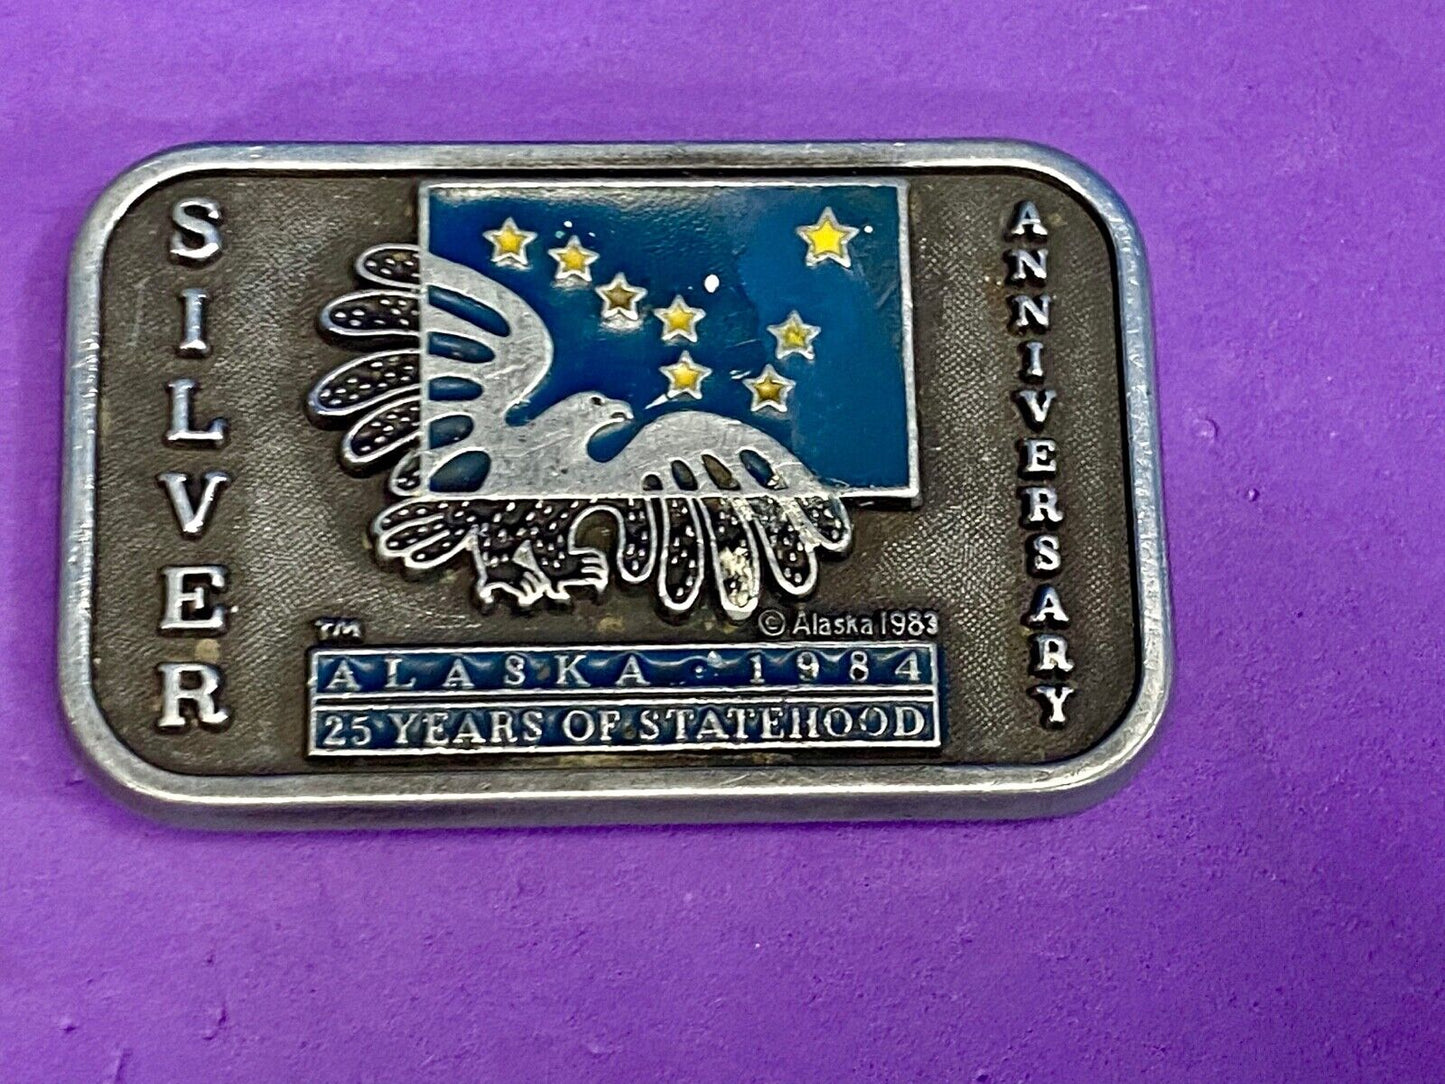 SILVER
ANNIVERSARY
TM
© Alaska 1983
ALASKA · 1984
25 YEARS OF STATEHOOD